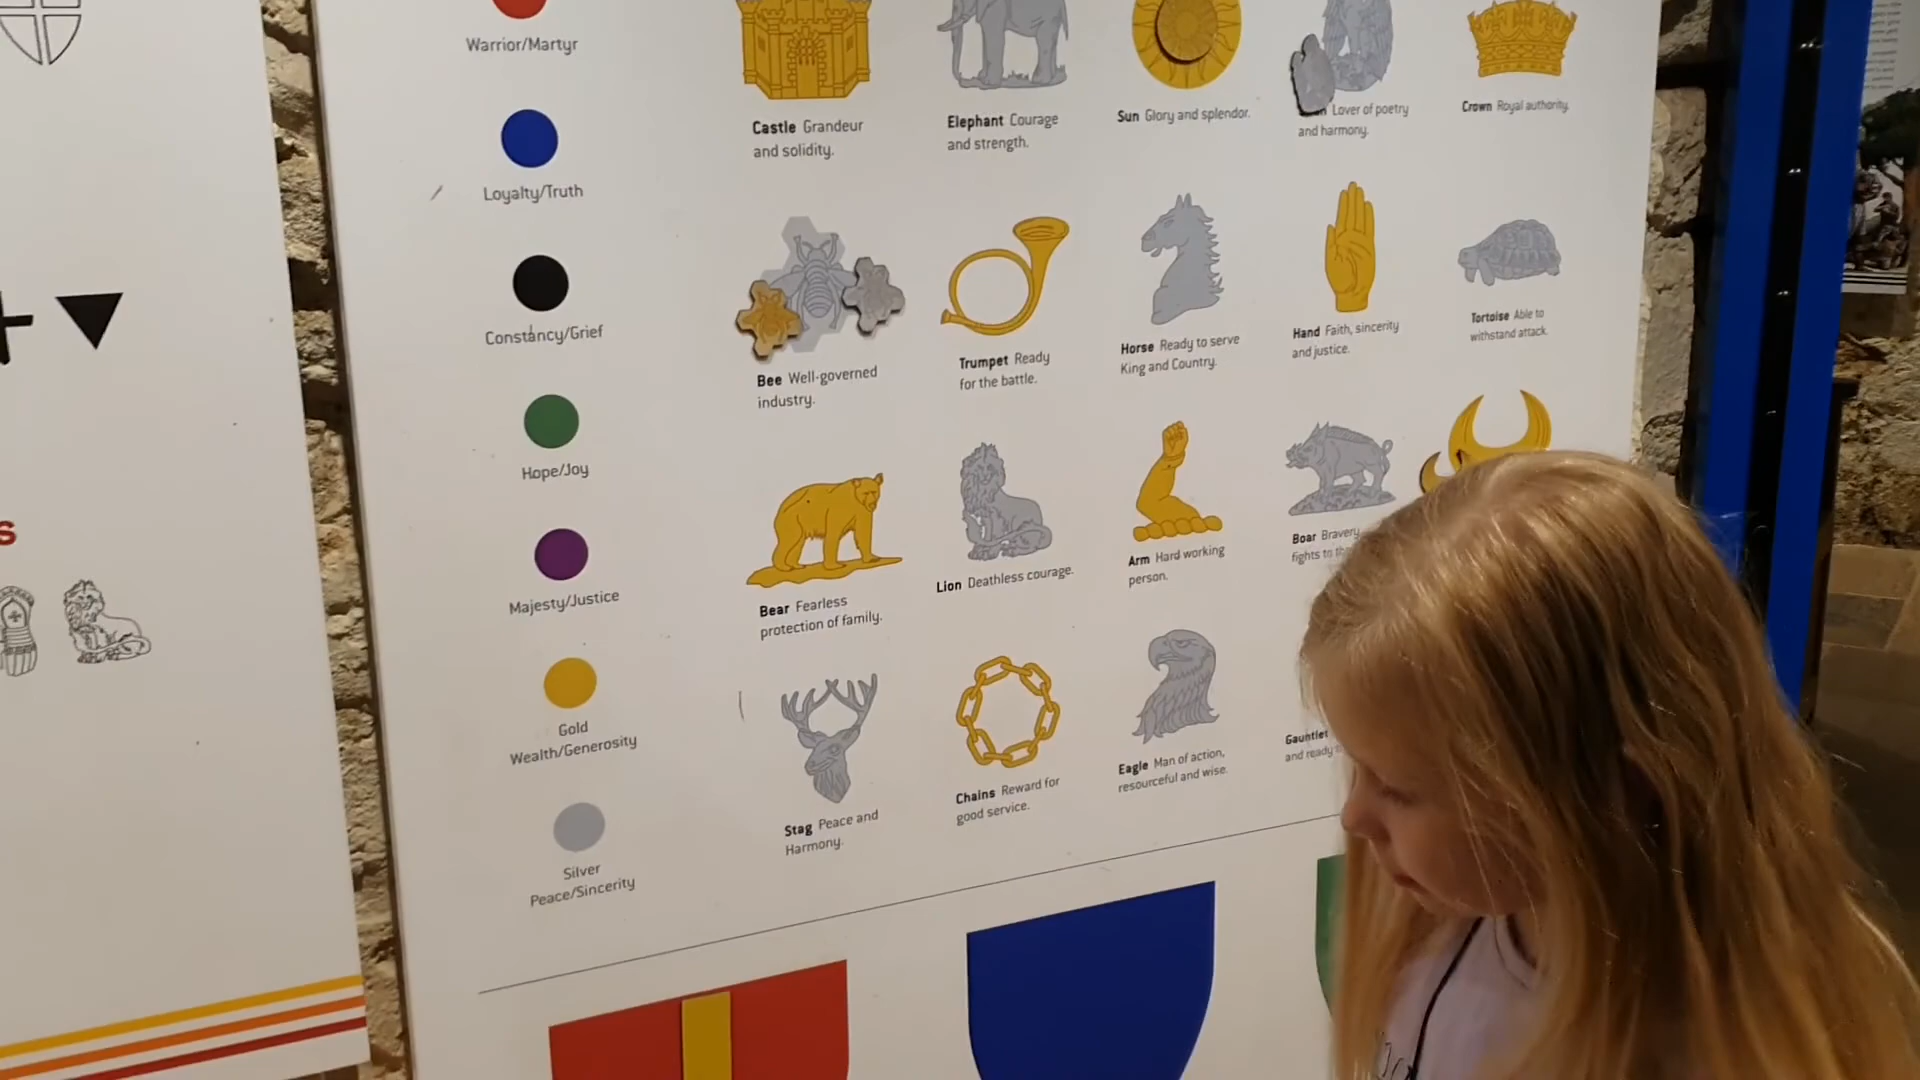 Warrior/Martyr
Loyalty/Truth
Constancy/Grief
Hope/Joy
Majesty/Justice
Gold
Wealth/Generosity
Silver
Peace/Sincerity
Castle Grandeur
and solidity.
Elephant Courage
and strength.
Sun Glory and splendor.
Lover of poetry
and harmony.
Crown Royal authority.
Bee Well-governed
industry.
Trumpet Ready
for the battle.
Horse Ready to serve
King and Country.
Hand Faith, sincerity
and justice.
Tortoise Able to
withstand attack.
Bear Fearless
protection of family.
Lion Deathless courage.
Arm Hard working
person.
Boar Bravery
fights to
Stag Peace and
Harmony.
Chains Reward for
good service.
Eagle Man of action,
resourceful and wise.
Gauntlet
and ready
s